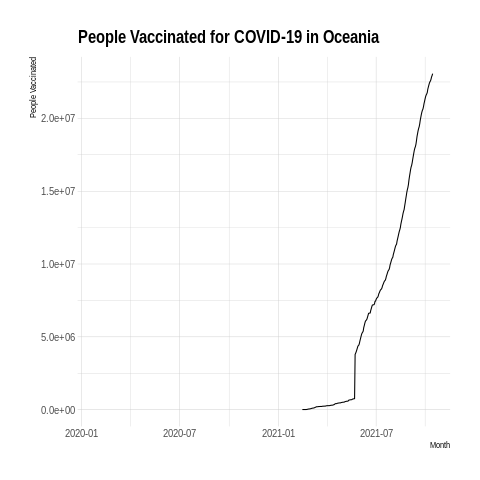 People Vaccinated for COVID-19 in Oceania
People Vaccinated
2.0e+07
1.5e+07
1.0e+07
5.0e+06
0.0e+00
2020-01 2020-07 2021-01 2021-07
Month